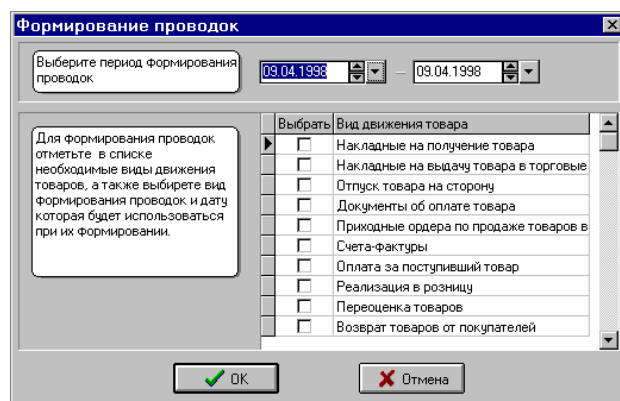 Формирование проводок
Выберите период формирования
проводок
09.04.1998 – 09.04.1998
Для формирования проводок
отметьте в списке
необходимые виды движения
товаров, а также выбирете вид
формирования проводок и дату
которая будет использоваться
при их формировании.
Выбрать Вид движения товара
Накладные на получение товара
Накладные на выдачу товара в торговые
Отпуск товара на сторону
Документы об оплате товара
Приходные ордера по продаже товаров в
Счета-фактуры
Оплата за поступивший товар
Реализация в розницу
Переоценка товаров
Возврат товаров от покупателей
OK Отмена